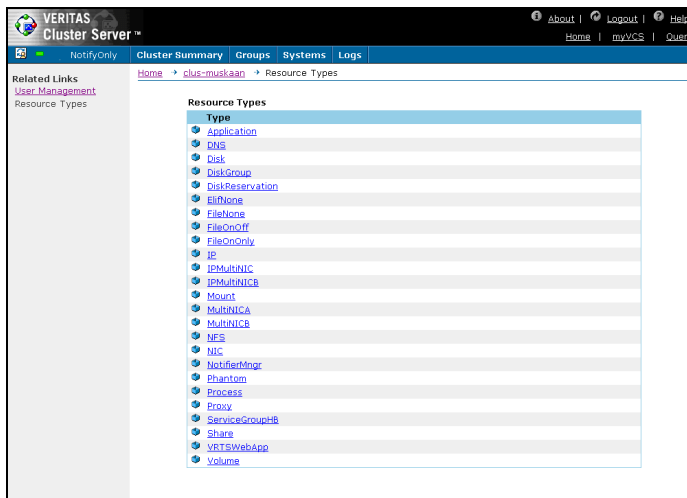 VERITAS
Cluster Server ™
About | Logout | Help
Home | myVCS |
NotifyOnly
Cluster Summary Groups Systems Logs
Related Links
User Management
Resource Types
Home → clus-muskaan → Resource Types
Resource Types
Type
Application
DNS
Disk
DiskGroup
DiskReservation
ElifNone
FileNone
FileOnOff
FileOnOnly
IP
IPMultiNIC
IPMultiNICB
Mount
MultiNICA
MultiNICB
NFS
NIC
NotifierMngr
Phantom
Process
Proxy
ServiceGroupHB
Share
VRTSWebApp
Volume